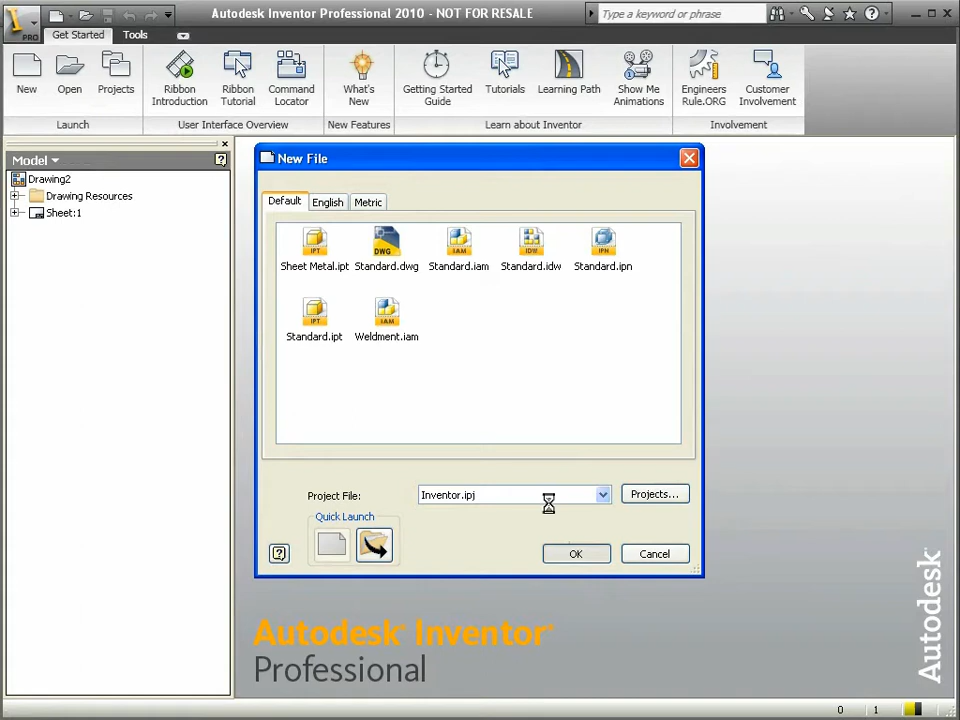 Autodesk Inventor Professional 2010 - NOT FOR RESALE
Type a keyword or phrase
PRO
Get Started
Tools
New
Open
Projects
Ribbon Introduction
Ribbon Tutorial
Command Locator
What's New
Getting Started Guide
Tutorials
Learning Path
Show Me Animations
Engineers Rule.ORG
Customer Involvement
Launch
User Interface Overview
New Features
Learn about Inventor
Involvement
Model
Drawing2
Drawing Resources
Sheet:1
New File
Default
English
Metric
IPT
DWG
IAM
IDW
IPN
Sheet Metal.ipt
Standard.dwg
Standard.iam
Standard.idw
Standard.ipn
IPT
IAM
Standard.ipt
Weldment.iam
Project File:
Inventor.ipj
Projects...
Quick Launch
OK
Cancel
Autodesk® Inventor®
Professional
Autodesk®
0
1